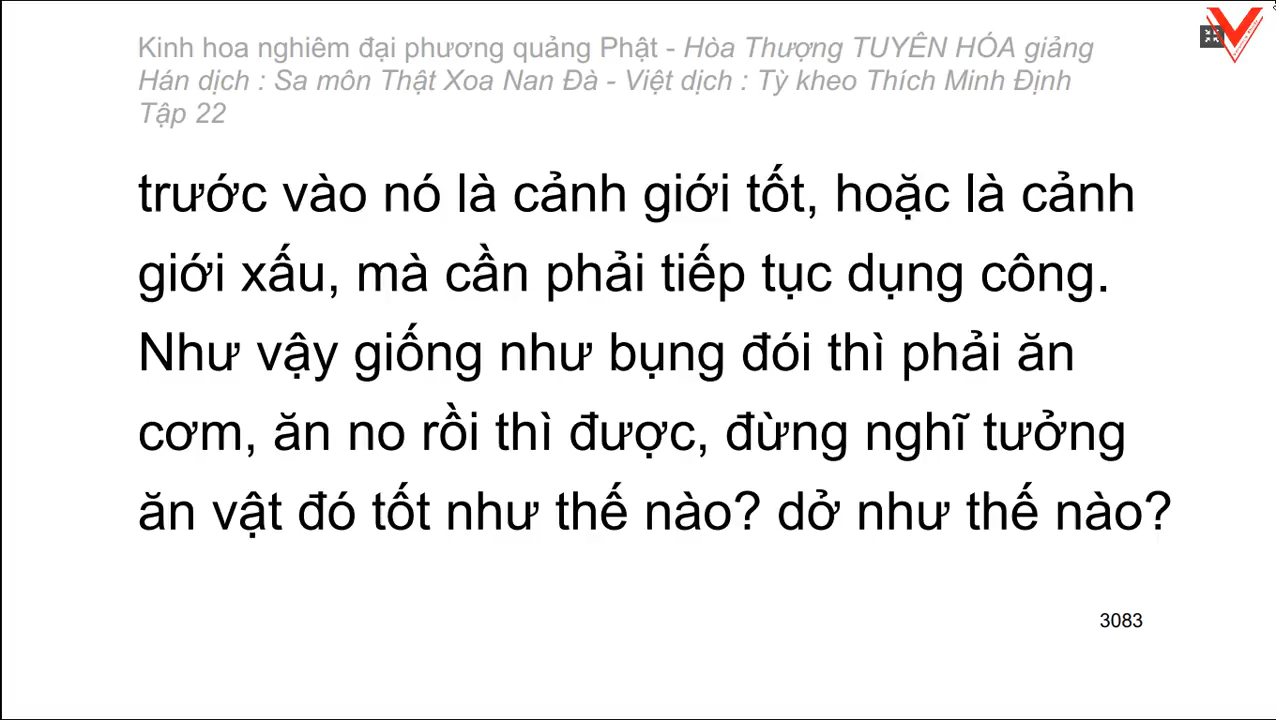 Kinh hoa nghiêm đại phương quảng Phật - Hòa Thượng TUYÊN HÓA giảng
Hán dịch : Sa môn Thật Xoa Nan Đà - Việt dịch : Tỳ kheo Thích Minh Định
Tập 22
trước vào nó là cảnh giới tốt, hoặc là cảnh
giới xấu, mà cần phải tiếp tục dụng công.
Như vậy giống như bụng đói thì phải ăn
cơm, ăn no rồi thì được, đừng nghĩ tưởng
ăn vật đó tốt như thế nào? dở như thế nào?
3083